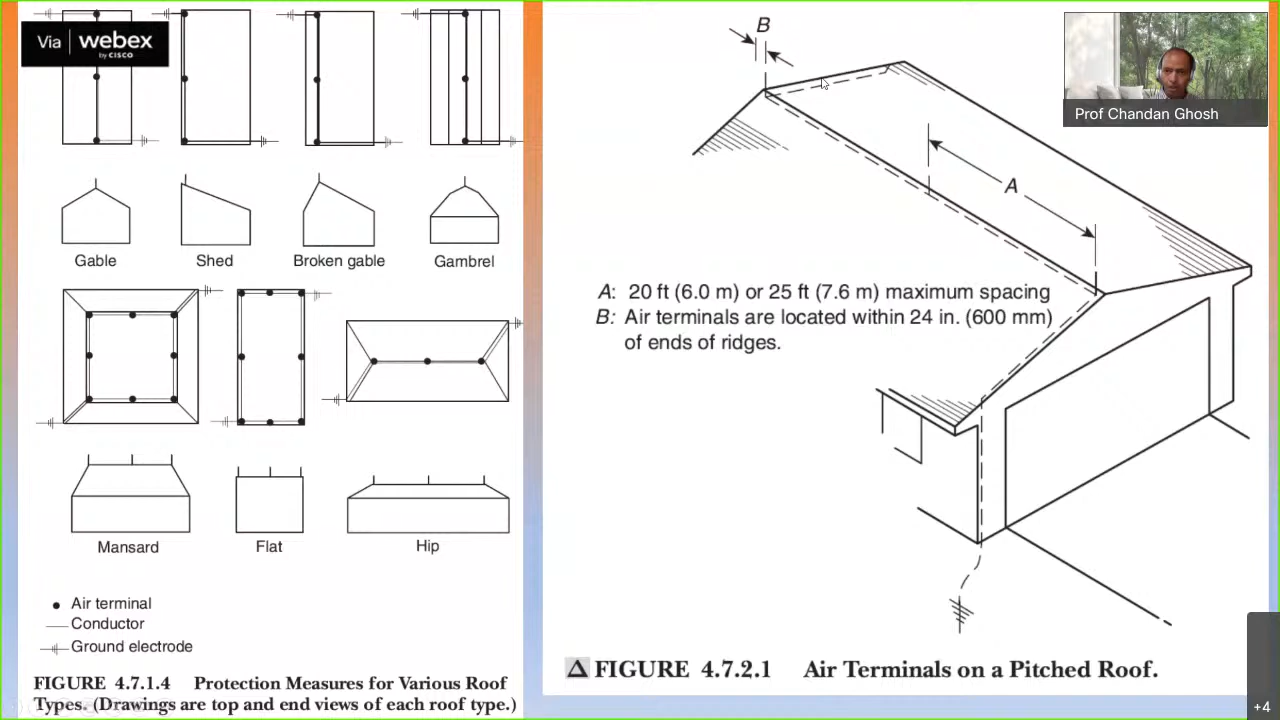 Via webex
by CISCO
Gable
Shed
Broken gable
Gambrel
Mansard
Flat
Hip
Air terminal
Conductor
Ground electrode
FIGURE 4.7.1.4 Protection Measures for Various Roof
Types. (Drawings are top and end views of each roof type.)
B
A
A: 20 ft (6.0 m) or 25 ft (7.6 m) maximum spacing
B: Air terminals are located within 24 in. (600 mm)
of ends of ridges.
Δ FIGURE 4.7.2.1 Air Terminals on a Pitched Roof.
Prof Chandan Ghosh
+4